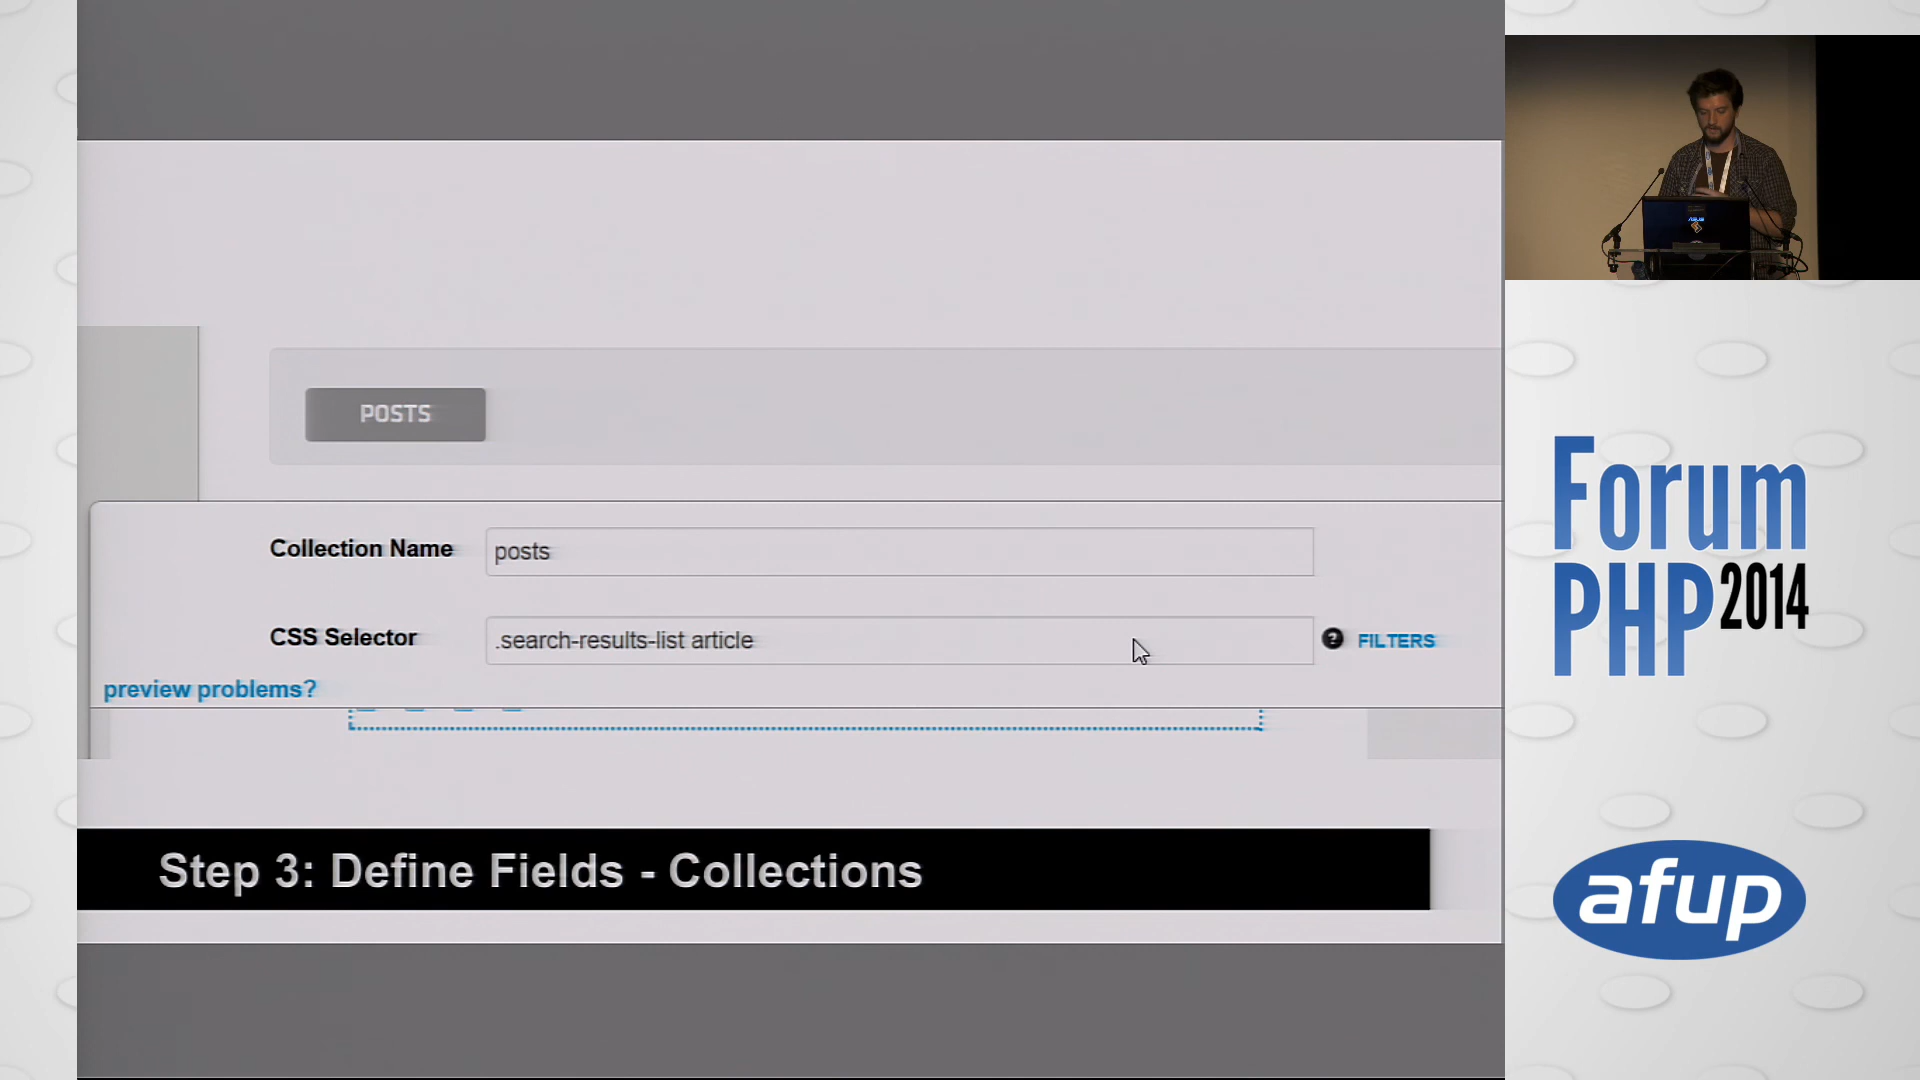 POSTS
Collection Name
posts
CSS Selector
.search-results-list article
? FILTERS
preview problems?
Step 3: Define Fields - Collections
ASUS
Forum
PHP 2014
afup